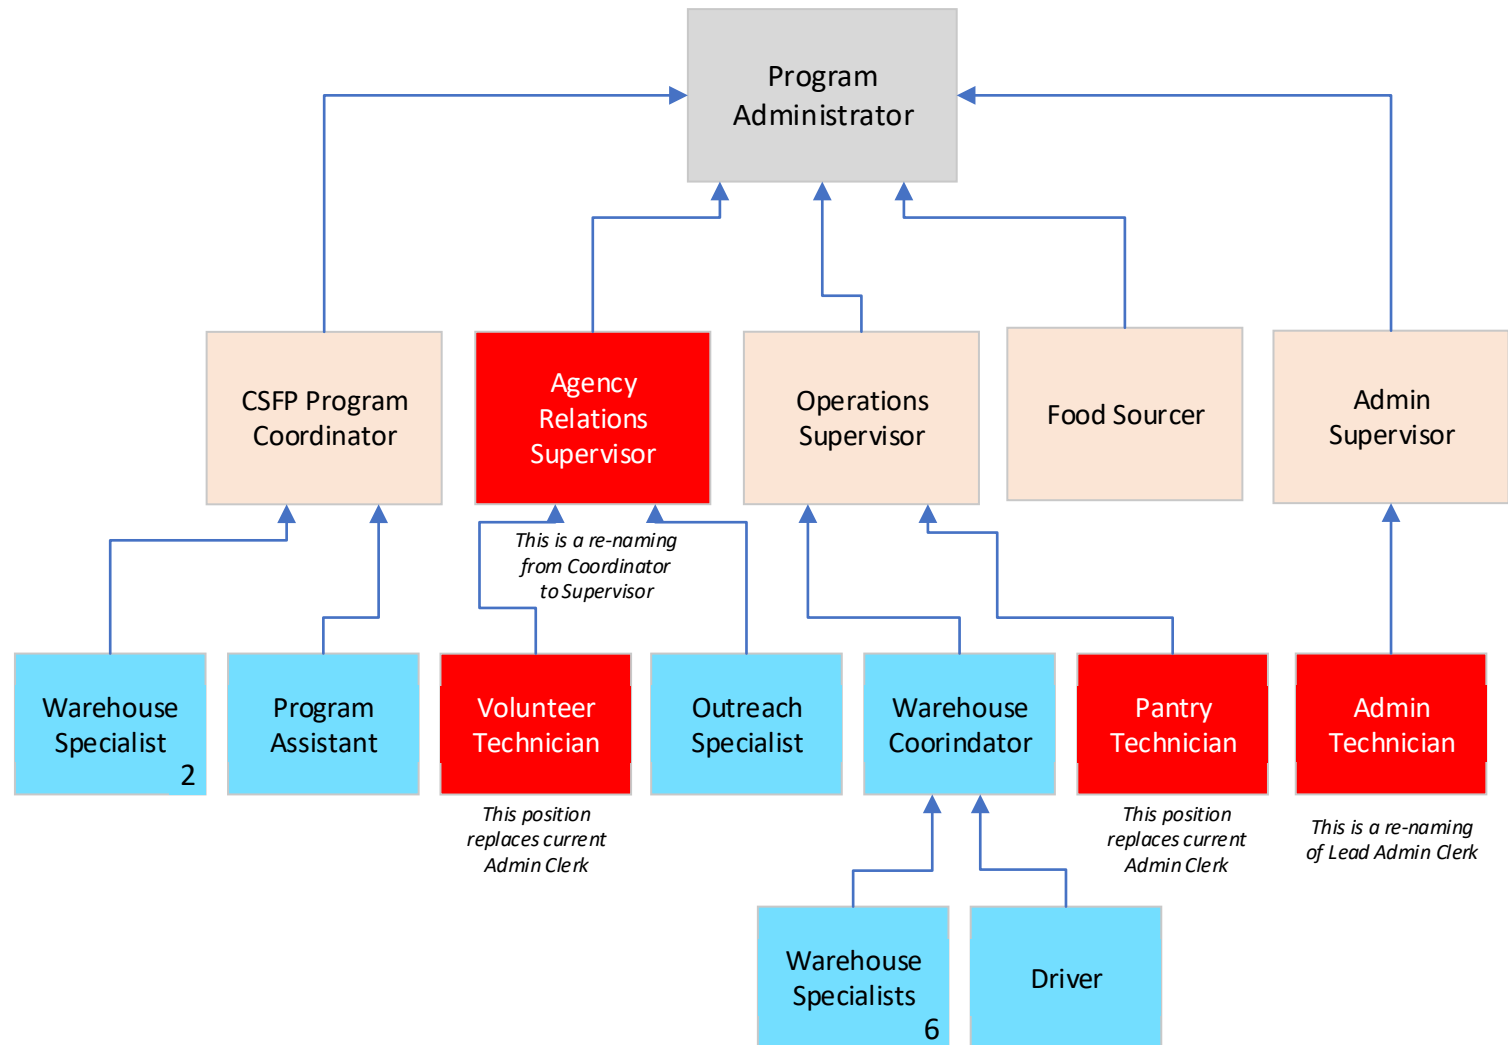 Program
Administrator
CSFP Program
Coordinator
Agency
Relations
Supervisor
Operations
Supervisor
Food Sourcer
Admin
Supervisor
This is a re-naming
from Coordinator
to Supervisor
Warehouse
Specialist
2
Program
Assistant
Volunteer
Technician
Outreach
Specialist
Warehouse
Coorindator
Pantry
Technician
Admin
Technician
This position
replaces current
Admin Clerk
This position
replaces current
Admin Clerk
This is a re-naming
of Lead Admin Clerk
Warehouse
Specialists
6
Driver